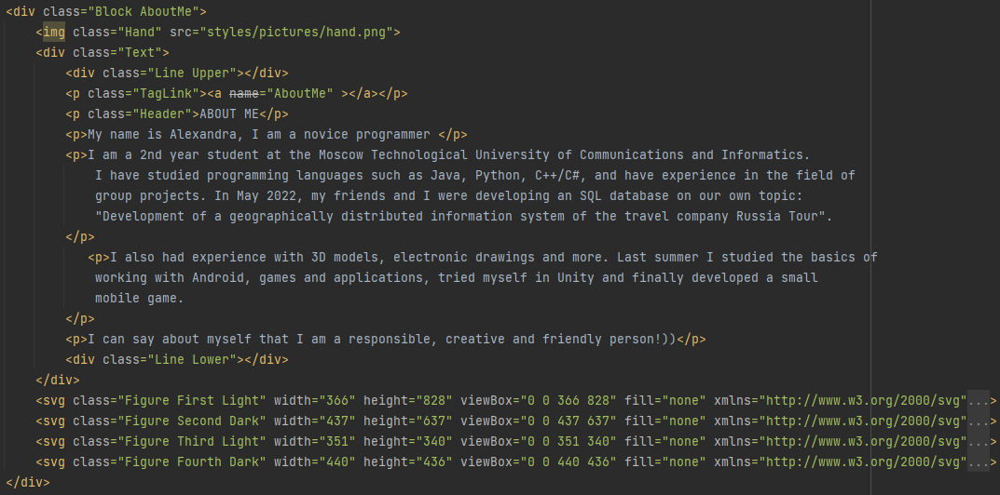 <div class="Block AboutMe">
<img class="Hand" src="styles/pictures/hand.png">
<div class="Text">
<div class="Line Upper"></div>
<p class="TagLink"><a name="AboutMe" ></a></p>
<p class="Header">ABOUT ME</p>
<p>My name is Alexandra, I am a novice programmer </p>
<p>I am a 2nd year student at the Moscow Technological University of Communications and Informatics.
I have studied programming languages such as Java, Python, C++/C#, and have experience in the field of
group projects. In May 2022, my friends and I were developing an SQL database on our own topic:
"Development of a geographically distributed information system of the travel company Russia Tour".
</p>
<p>I also had experience with 3D models, electronic drawings and more. Last summer I studied the basics of
working with Android, games and applications, tried myself in Unity and finally developed a small
mobile game.
</p>
<p>I can say about myself that I am a responsible, creative and friendly person!))</p>
<div class="Line Lower"></div>
</div>
<svg class="Figure First Light" width="366" height="828" viewBox="0 0 366 828" fill="none" xmlns="http://www.w3.org/2000/svg"...>
<svg class="Figure Second Dark" width="437" height="637" viewBox="0 0 437 637" fill="none" xmlns="http://www.w3.org/2000/svg"...>
<svg class="Figure Third Light" width="351" height="340" viewBox="0 0 351 340" fill="none" xmlns="http://www.w3.org/2000/svg"...>
<svg class="Figure Fourth Dark" width="440" height="436" viewBox="0 0 440 436" fill="none" xmlns="http://www.w3.org/2000/svg"...>
</div>